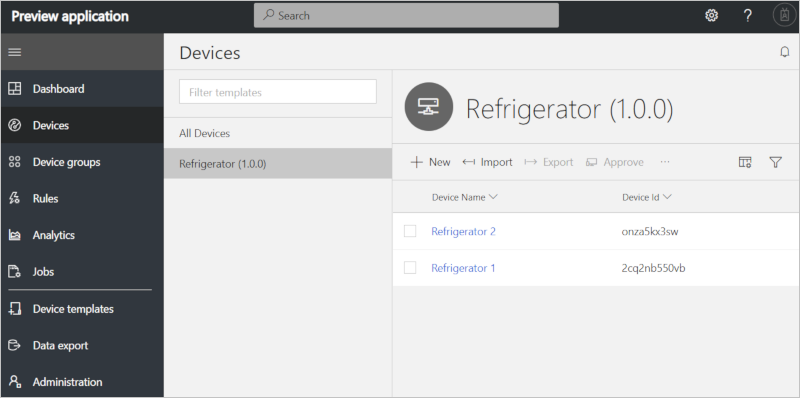 Preview application
Search
?
Devices
Dashboard
Devices
Device groups
Rules
Analytics
Jobs
Device templates
Data export
Administration
Filter templates
All Devices
Refrigerator (1.0.0)
Refrigerator (1.0.0)
New Import Export Approve ...
Device Name Device Id
Refrigerator 2 onza5kx3sw
Refrigerator 1 2cq2nb550vb